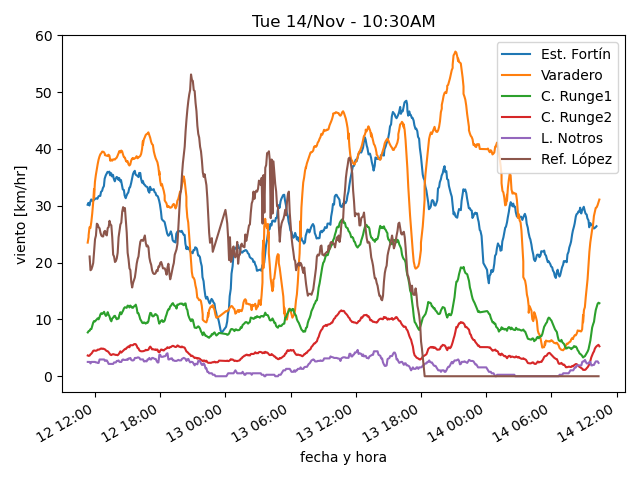 Tue 14/Nov - 10:30AM
Est. Fortín
Varadero
C. Runge1
C. Runge2
L. Notros
Ref. López
viento [km/hr]
60
50
40
30
20
10
0
12 12:00
12 18:00
13 00:00
13 06:00
13 12:00
13 18:00
14 00:00
14 06:00
14 12:00
fecha y hora